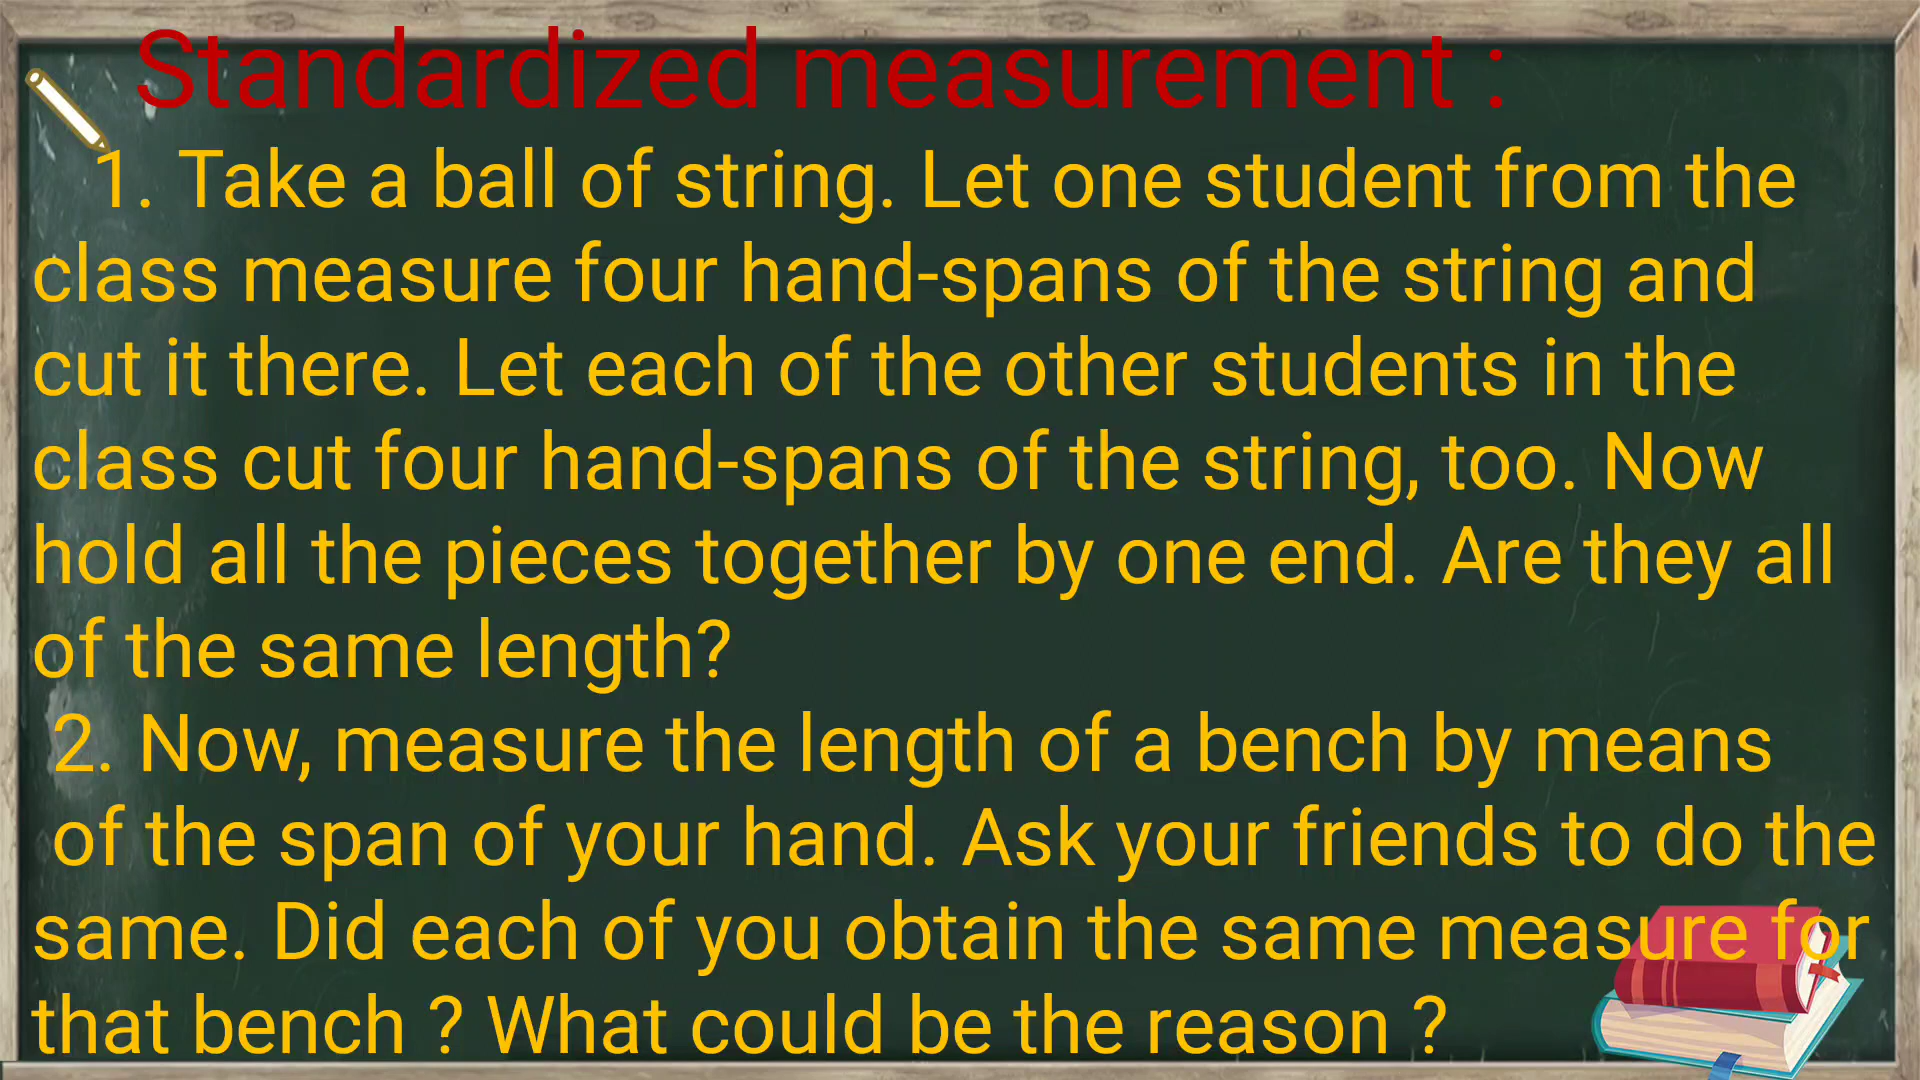 Standardized measurement :
1. Take a ball of string. Let one student from the
class measure four hand-spans of the string and
cut it there. Let each of the other students in the
class cut four hand-spans of the string, too. Now
hold all the pieces together by one end. Are they all
of the same length?
2. Now, measure the length of a bench by means
of the span of your hand. Ask your friends to do the
same. Did each of you obtain the same measure for
that bench ? What could be the reason ?